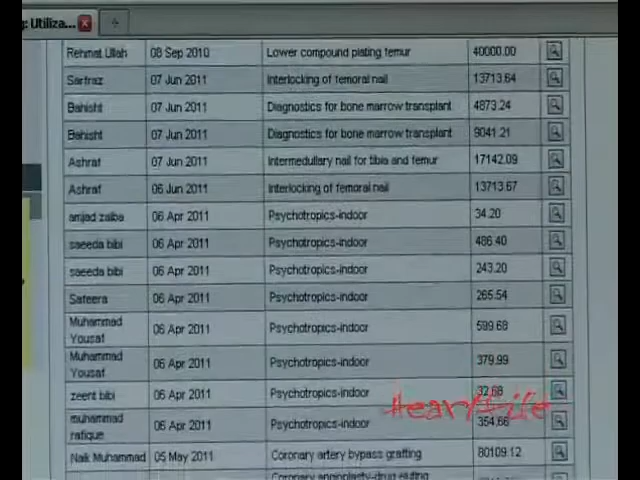 g: Utiliza...
Rehmat Ullah 08 Sep 2010 Lower compound plating femur 40000.00
Sarfraz 07 Jun 2011 Interlocking of femoral nail 13713.64
Bahisht 07 Jun 2011 Diagnostics for bone marrow transplant 4873.24
Bahisht 07 Jun 2011 Diagnostics for bone marrow transplant 9041.21
Ashraf 07 Jun 2011 Intermedullary nail for tibia and femur 17142.09
Ashraf 06 Jun 2011 Interlocking of femoral nail 13713.67
amjad zaiba 06 Apr 2011 Psychotropics-indoor 34.20
saeeda bibi 06 Apr 2011 Psychotropics-indoor 486.40
saeeda bibi 06 Apr 2011 Psychotropics-indoor 243.20
Safeera 06 Apr 2011 Psychotropics-indoor 265.54
Muhammad Yousaf 06 Apr 2011 Psychotropics-indoor 599.68
Muhammad Yousaf 06 Apr 2011 Psychotropics-indoor 379.99
zeent bibi 06 Apr 2011 Psychotropics-indoor 32.68
Heartfile
muhammad rafique 06 Apr 2011 Psychotropics-indoor 354.66
Naik Muhammad 05 May 2011 Coronary artery bypass grafting 80109.12
Coronary angioplasty-drug eluting